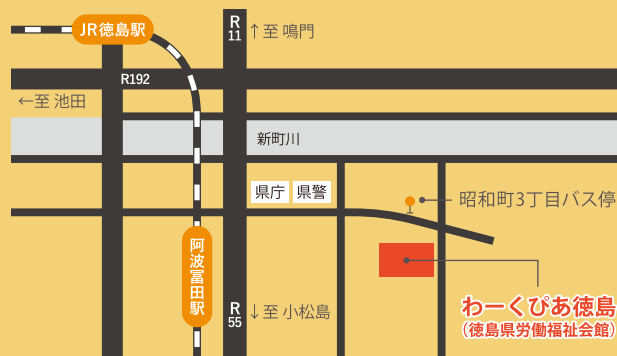 JR徳島駅
R
11
↑至 鳴門
R192
←至 池田
新町川
県庁
県警
昭和町3丁目バス停
阿波富田駅
R
55
↓至 小松島
わーくぴあ徳島
（徳島県労働福祉会館）